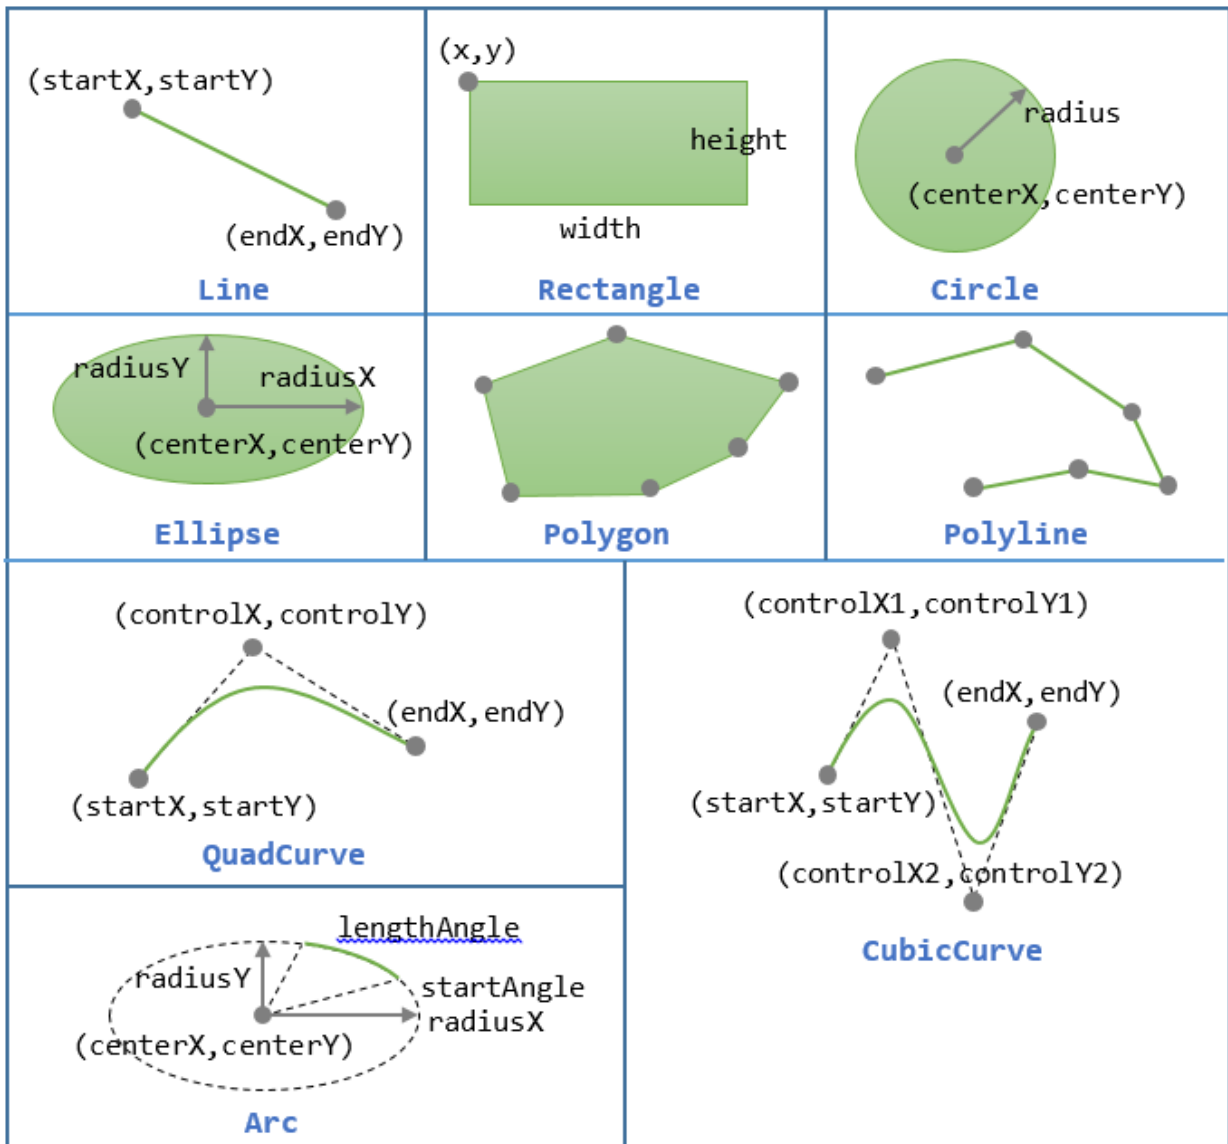 (startX,startY)
(endX,endY)
Line
(x,y)
height
width
Rectangle
radius
(centerX,centerY)
Circle
radiusY
radiusX
(centerX,centerY)
Ellipse
Polygon
Polyline
(controlX,controlY)
(endX,endY)
(startX,startY)
QuadCurve
(controlX1,controlY1)
(endX,endY)
(startX,startY)
(controlX2,controlY2)
CubicCurve
lengthAngle
radiusY
startAngle
radiusX
(centerX,centerY)
Arc